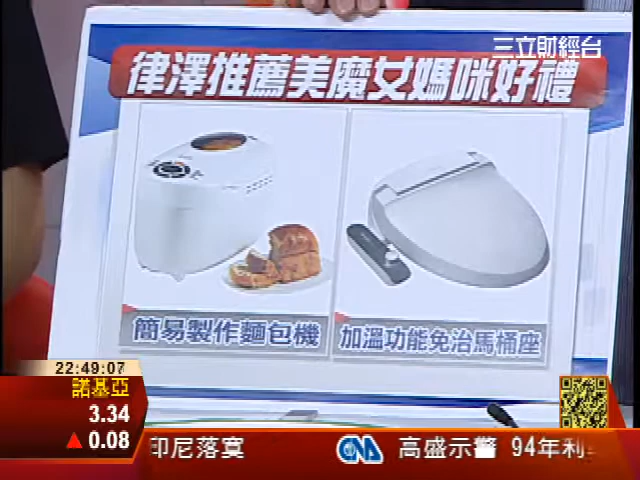 三立財經台
律澤推薦美魔女媽咪好禮
簡易製作麵包機
加溫功能免治馬桶座
22:49:07
諾基亞
3.34
▲0.08
印尼落寞 CNA 高盛示警 94年利